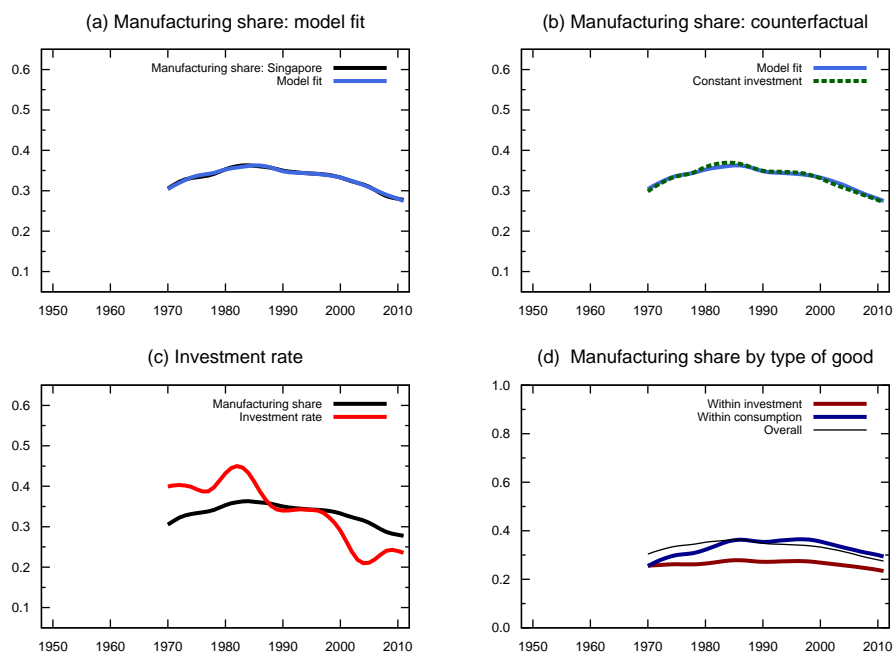 (a) Manufacturing share: model fit
0.6
0.5
0.4
0.3
0.2
0.1
Manufacturing share: Singapore
Model fit
1950 1960 1970 1980 1990 2000 2010
(b) Manufacturing share: counterfactual
0.6
0.5
0.4
0.3
0.2
0.1
Model fit
Constant investment
1950 1960 1970 1980 1990 2000 2010
(c) Investment rate
0.6
0.5
0.4
0.3
0.2
0.1
Manufacturing share
Investment rate
1950 1960 1970 1980 1990 2000 2010
(d) Manufacturing share by type of good
1.0
0.8
0.6
0.4
0.2
0.0
Within investment
Within consumption
Overall
1950 1960 1970 1980 1990 2000 2010